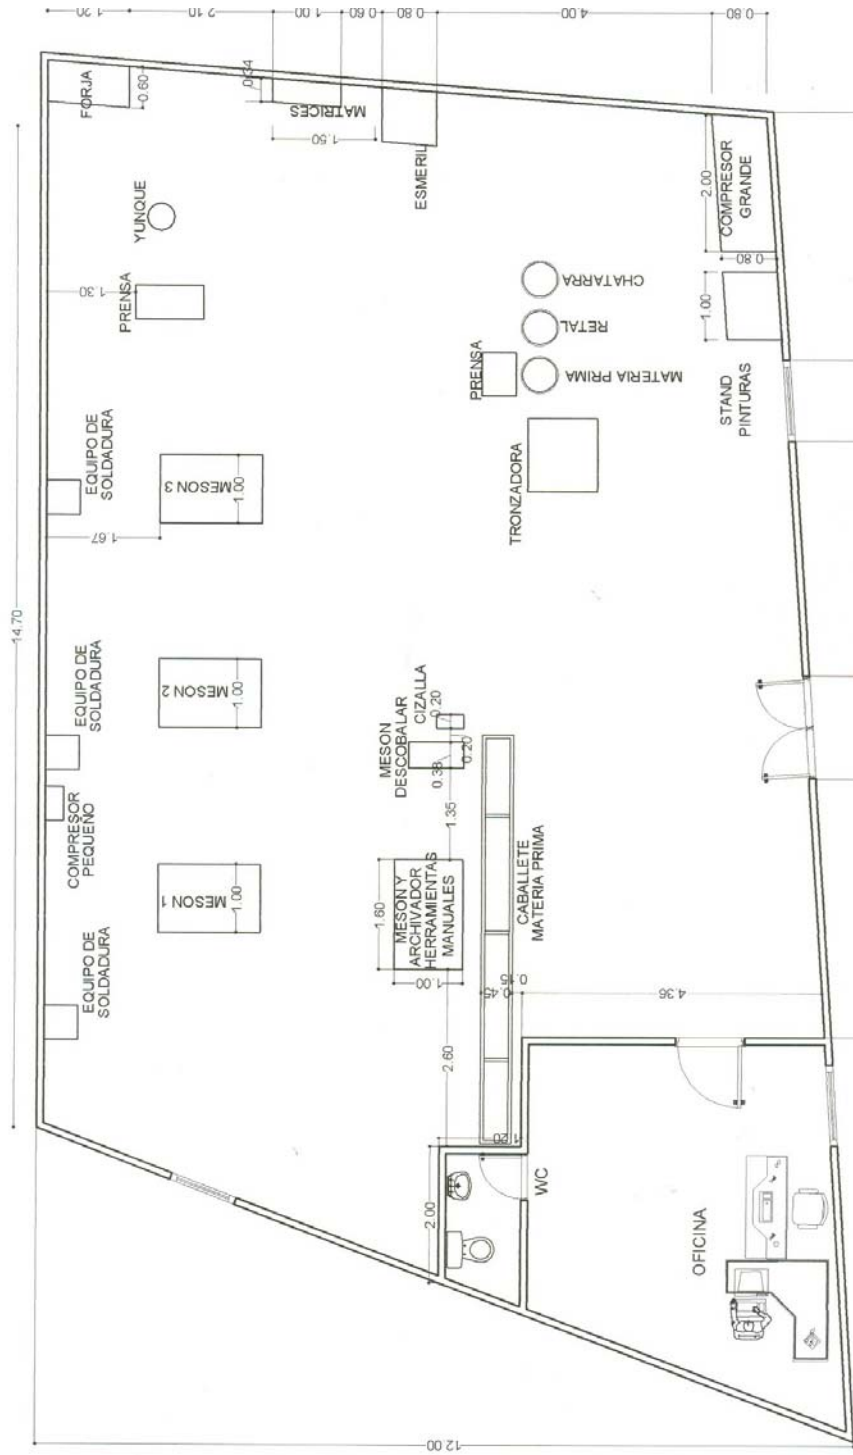 1.20
2.10
1.00
0.60
0.80
4.00
0.80
FORJA
0.60
0.34
MATRICES
1.50
ESMERIL
2.00
COMPRESOR
GRANDE
0.80
YUNQUE
1.30
PRENSA
CHATARRA
RETAL
MATERIA PRIMA
PRENSA
1.00
STAND
PINTURAS
14.70
EQUIPO DE
SOLDADURA
MESON 3
1.00
1.67
TRONZADORA
EQUIPO DE
SOLDADURA
MESON 2
1.00
CIZALLA
0.20
MESON
DESCOBALAR
0.38
0.20
1.35
COMPRESOR
PEQUEÑO
MESON 1
1.00
MESON Y
ARCHIVADOR
HERRAMIENTAS
MANUALES
1.60
1.00
CABALLETE
MATERIA PRIMA
EQUIPO DE
SOLDADURA
0.45
0.15
4.36
2.60
1.20
2.00
WC
OFICINA
12.00